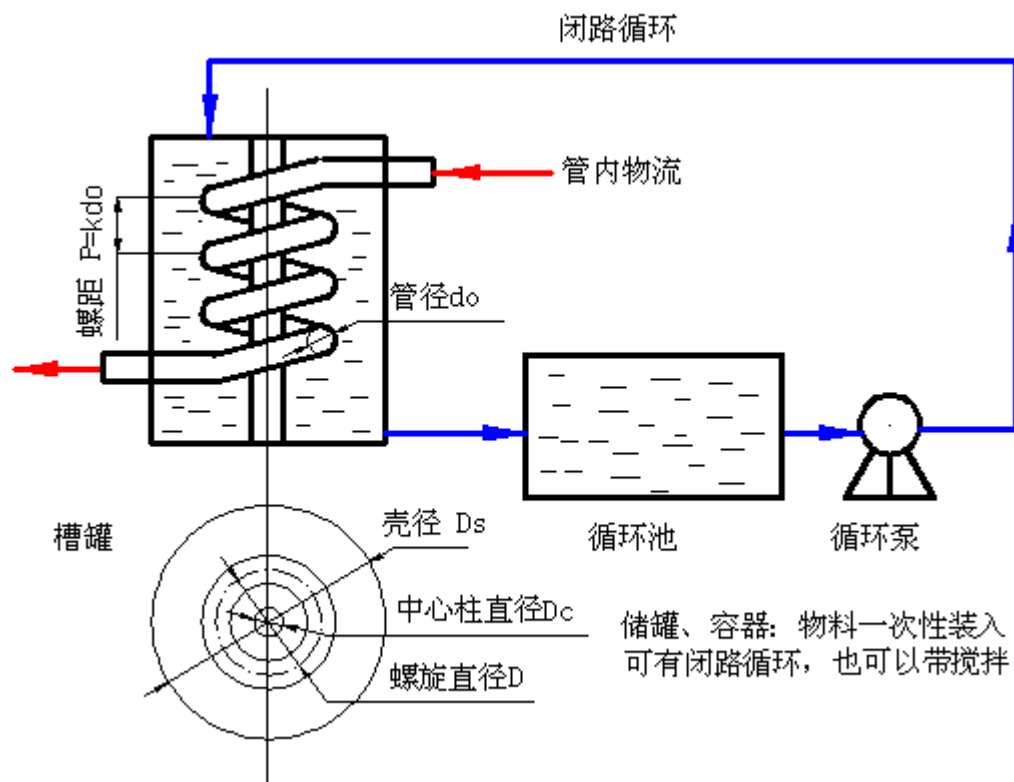 闭路循环
管内物流
螺距 P=kdo
管径do
槽罐
壳径 Ds
循环池
循环泵
中心柱直径Dc
螺旋直径D
储罐、容器：物料一次性装入
可有闭路循环，也可以带搅拌